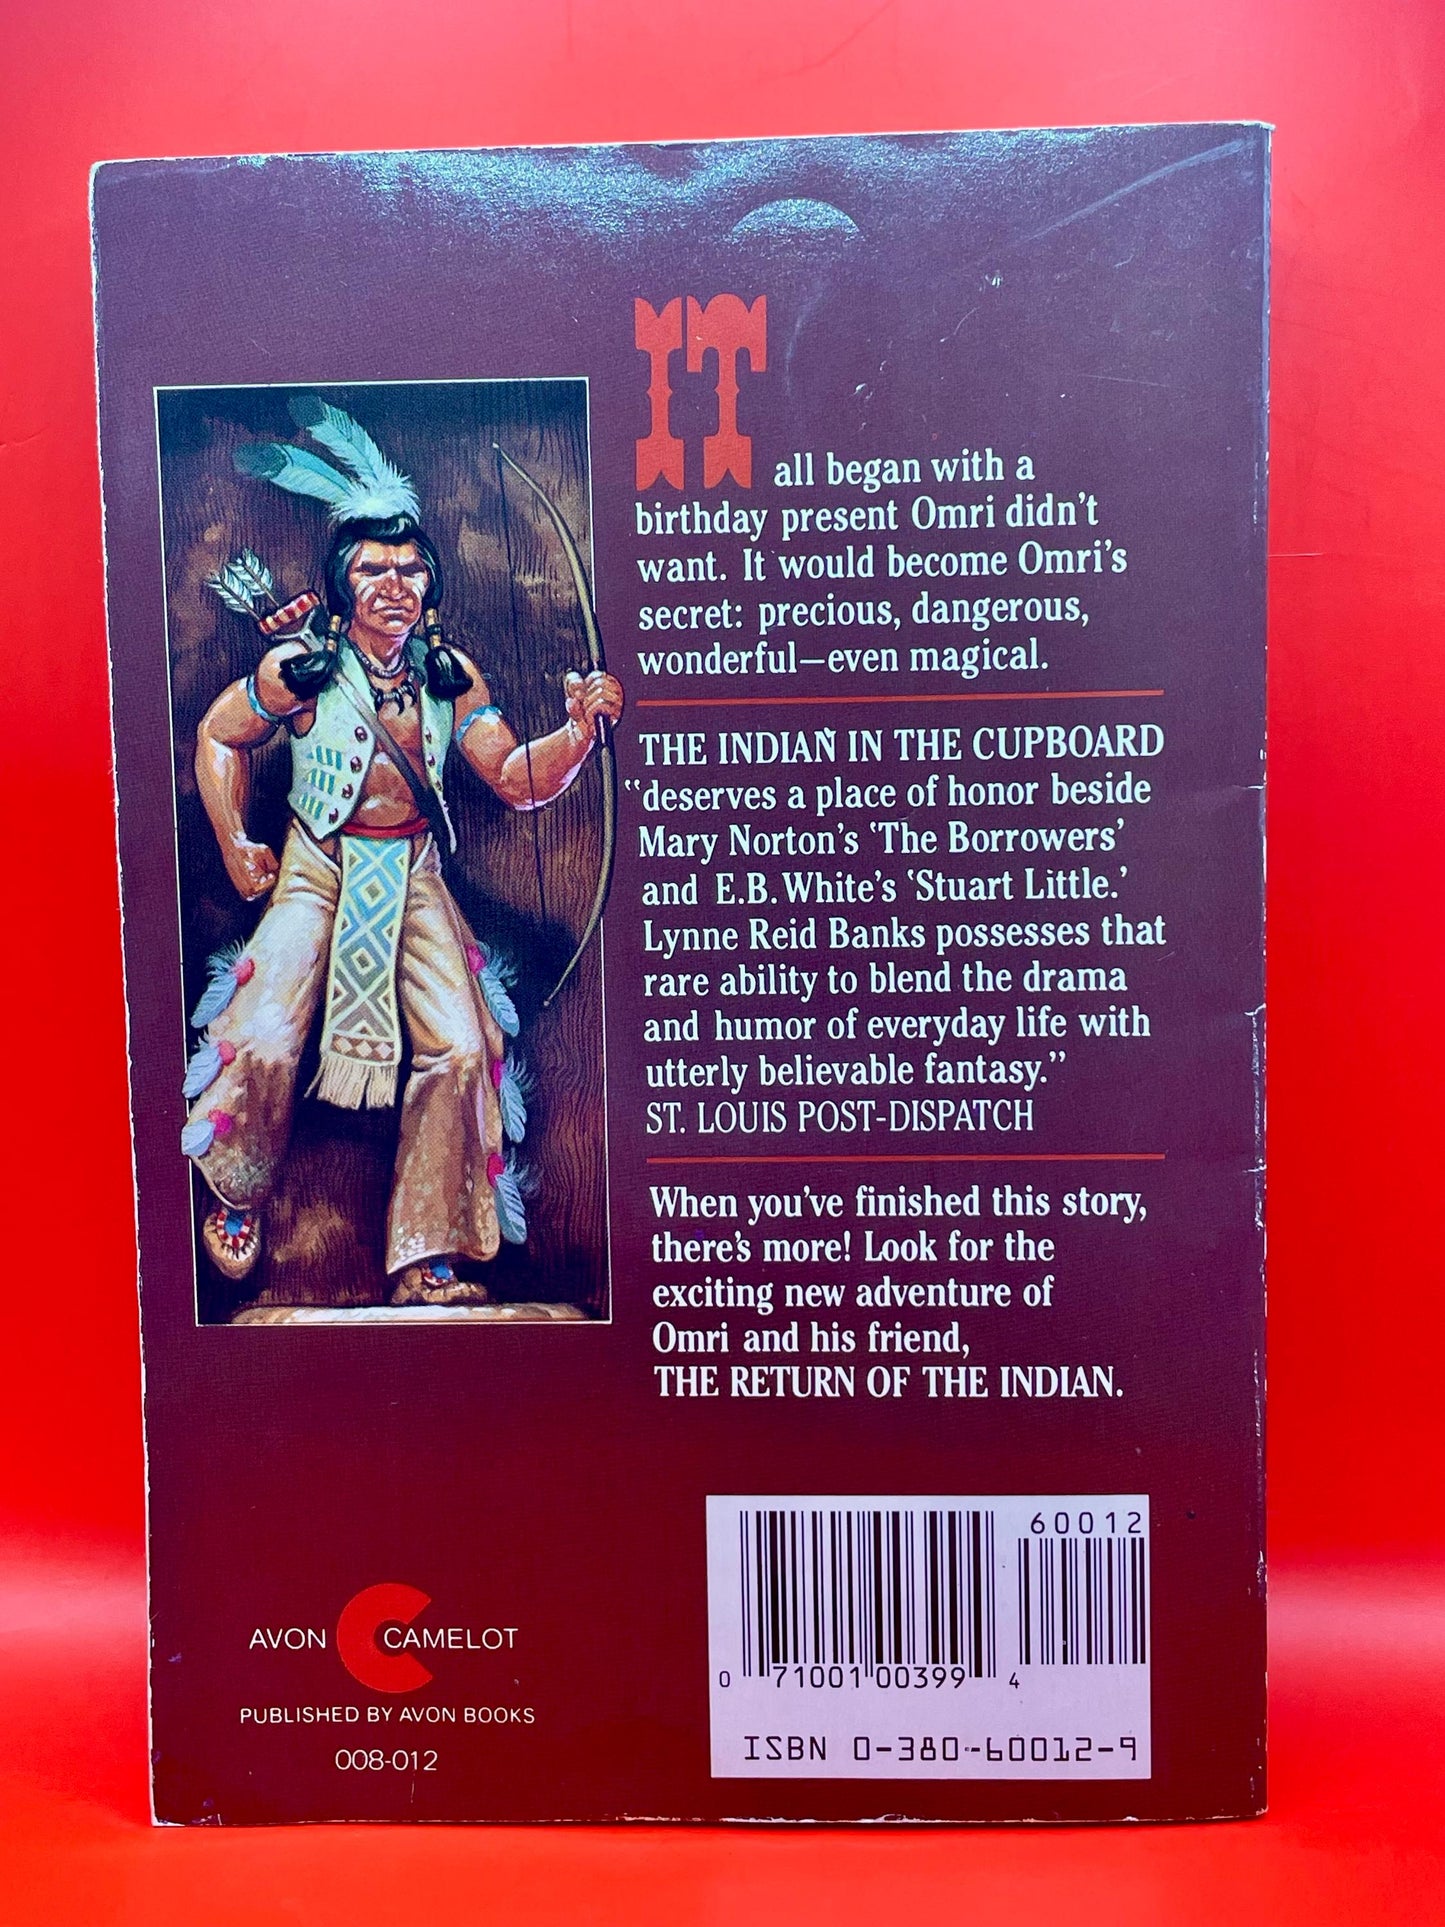 IT
all began with a
birthday present Omri didn't
want. It would become Omri's
secret: precious, dangerous,
wonderful—even magical.
THE INDIAN IN THE CUPBOARD
"deserves a place of honor beside
Mary Norton's 'The Borrowers'
and E.B. White's 'Stuart Little.'
Lynne Reid Banks possesses that
rare ability to blend the drama
and humor of everyday life with
utterly believable fantasy."
ST. LOUIS POST-DISPATCH
When you've finished this story,
there's more! Look for the
exciting new adventure of
Omri and his friend,
THE RETURN OF THE INDIAN.
AVON CAMELOT
PUBLISHED BY AVON BOOKS
008-012
60012
0 71001 00399 4
ISBN 0-380-60012-9